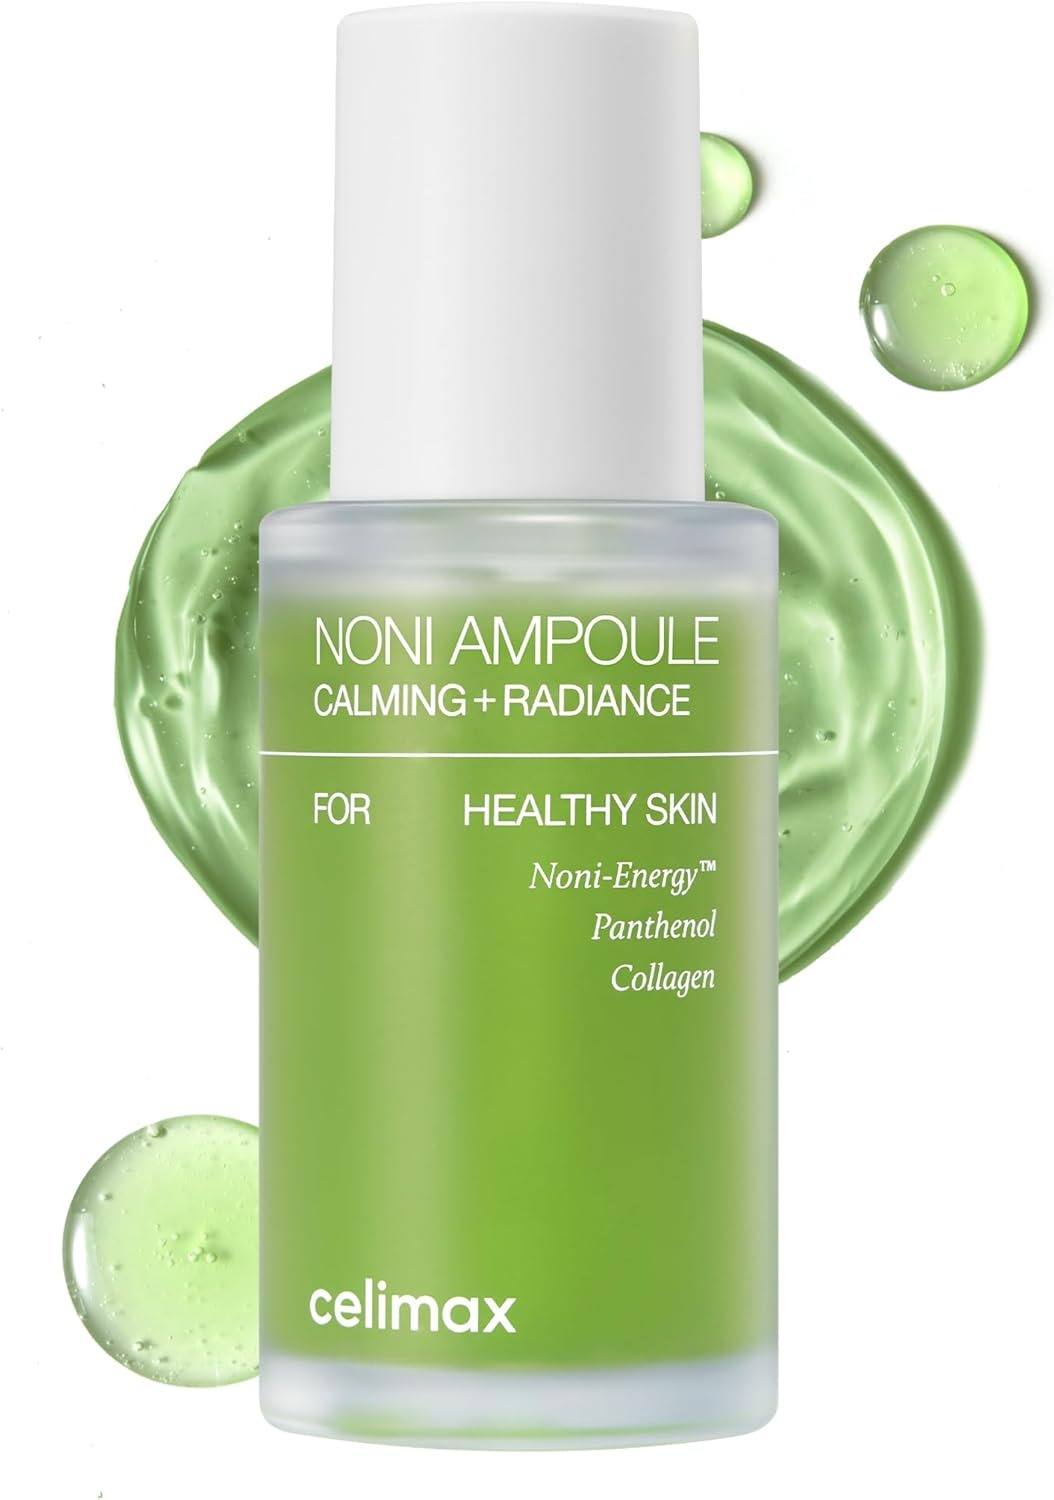 NONI AMPOULE
CALMING + RADIANCE
FOR HEALTHY SKIN
Noni-Energy™
Panthenol
Collagen
celimax